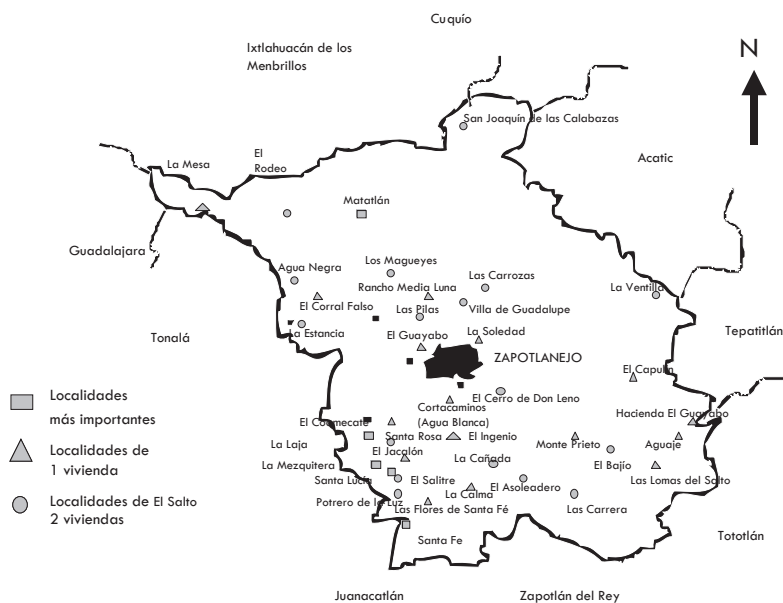 Cuquío
Ixtlahuacán de los
Menbrillos
N
San Joaquín de las Calabazas
El
Rodeo
La Mesa
Acatic
Matatlán
Guadalajara
Los Magueyes
Agua Negra
Las Carrozas
Rancho Media Luna
La Ventilla
El Corral Falso
Las Pilas
Villa de Guadalupe
Tonalá
La Estancia
El Guayabo
La Soledad
Tepatitlán
ZAPOTLANEJO
El Capulin
Localidades
más importantes
El Cerro de Don Leno
Cortacaminos
(Agua Blanca)
Hacienda El Guayabo
El Coamecate
Santa Rosa
El Ingenio
Monte Prieto
Aguaje
La Laja
El Jacalón
Localidades de
1 vivienda
La Mezquitera
La Cañada
El Bajío
Santa Lucia
El Salitre
El Asoleadero
Las Lomas del Salto
La Calma
Localidades de El Salto
2 viviendas
Potrero de la Luz
Las Flores de Santa Fé
Las Carrera
Santa Fe
Tototlán
Juanacatlán
Zapotlán del Rey